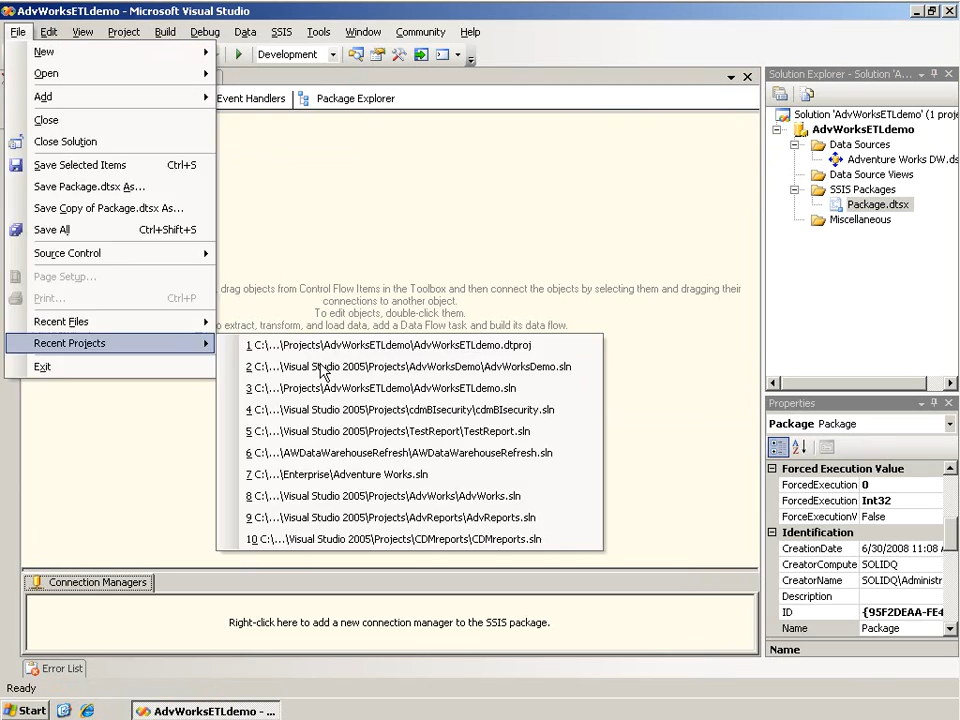 AdvWorksETLdemo - Microsoft Visual Studio
File Edit View Project Build Debug Data SSIS Tools Window Community Help
Development
Event Handlers
Package Explorer
New
Open
Add
Close
Close Solution
Save Selected Items Ctrl+S
Save Package.dtsx As...
Save Copy of Package.dtsx As...
Save All Ctrl+Shift+S
Source Control
Page Setup...
Print... Ctrl+P
Recent Files
Recent Projects
Exit
1 C:\...\Projects\AdvWorksETLdemo\AdvWorksETLdemo.dtproj
2 C:\...\Visual Studio 2005\Projects\AdvWorksDemo\AdvWorksDemo.sln
3 C:\...\Projects\AdvWorksETLdemo\AdvWorksETLdemo.sln
4 C:\...\Visual Studio 2005\Projects\cdmBIsecurity\cdmBIsecurity.sln
5 C:\...\Visual Studio 2005\Projects\TestReport\TestReport.sln
6 C:\...\AWDataWarehouseRefresh\AWDataWarehouseRefresh.sln
7 C:\...\Enterprise\Adventure Works.sln
8 C:\...\Visual Studio 2005\Projects\AdvWorks\AdvWorks.sln
9 C:\...\Visual Studio 2005\Projects\AdvReports\AdvReports.sln
10 C:\...\Visual Studio 2005\Projects\CDMreports\CDMreports.sln
drag objects from Control Flow Items in the Toolbox and then connect the objects by selecting them and dragging their
connections to another object.
To edit objects, double-click them.
o extract, transform, and load data, add a Data Flow task and build its data flow.
Connection Managers
Right-click here to add a new connection manager to the SSIS package.
Error List
Ready
Solution Explorer - Solution 'A...
Solution 'AdvWorksETLdemo' (1 proj
AdvWorksETLdemo
Data Sources
Adventure Works DW.ds
Data Source Views
SSIS Packages
Package.dtsx
Miscellaneous
Properties
Package Package
Forced Execution Value
ForcedExecution 0
ForcedExecution Int32
ForceExecutionV False
Identification
CreationDate 6/30/2008 11:08
CreatorCompute SOLIDQ
CreatorName SOLIDQ\Administr
Description
ID {95F2DEAA-FE4
Name Package
Name
Start
AdvWorksETLdemo - ...